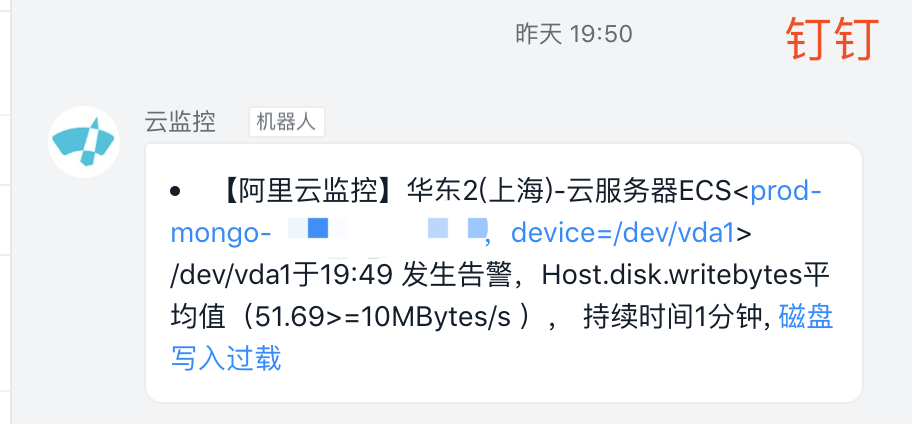 昨天 19:50
钉钉
云监控 机器人
• 【阿里云监控】华东2(上海)-云服务器ECS<prod-
mongo- , device=/dev/vda1>
/dev/vda1于19:49 发生告警，Host.disk.writebytes平
均值（51.69>=10MBytes/s ）， 持续时间1分钟, 磁盘
写入过载